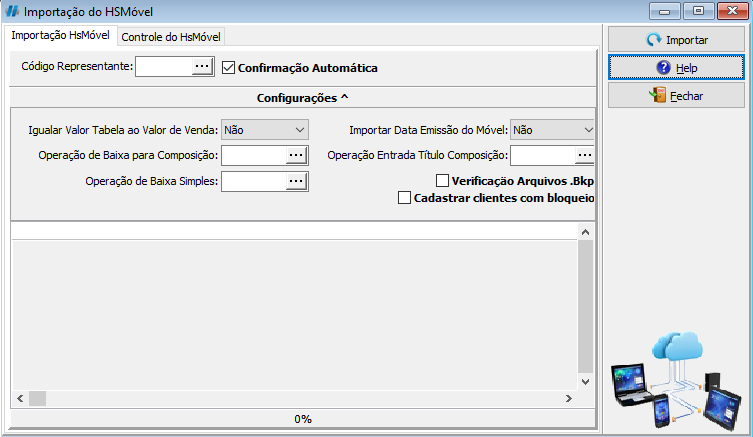 Importação do HSMóvel
Importação HsMóvel
Controle do HsMóvel
Código Representante:
...
Confirmação Automática
Configurações ^
Igualar Valor Tabela ao Valor de Venda: Não
Importar Data Emissão do Móvel: Não
Operação de Baixa para Composição: ...
Operação Entrada Título Composição: ...
Operação de Baixa Simples: ...
Verificação Arquivos .Bkp
Cadastrar clientes com bloqueio
0%
Importar
Help
Fechar